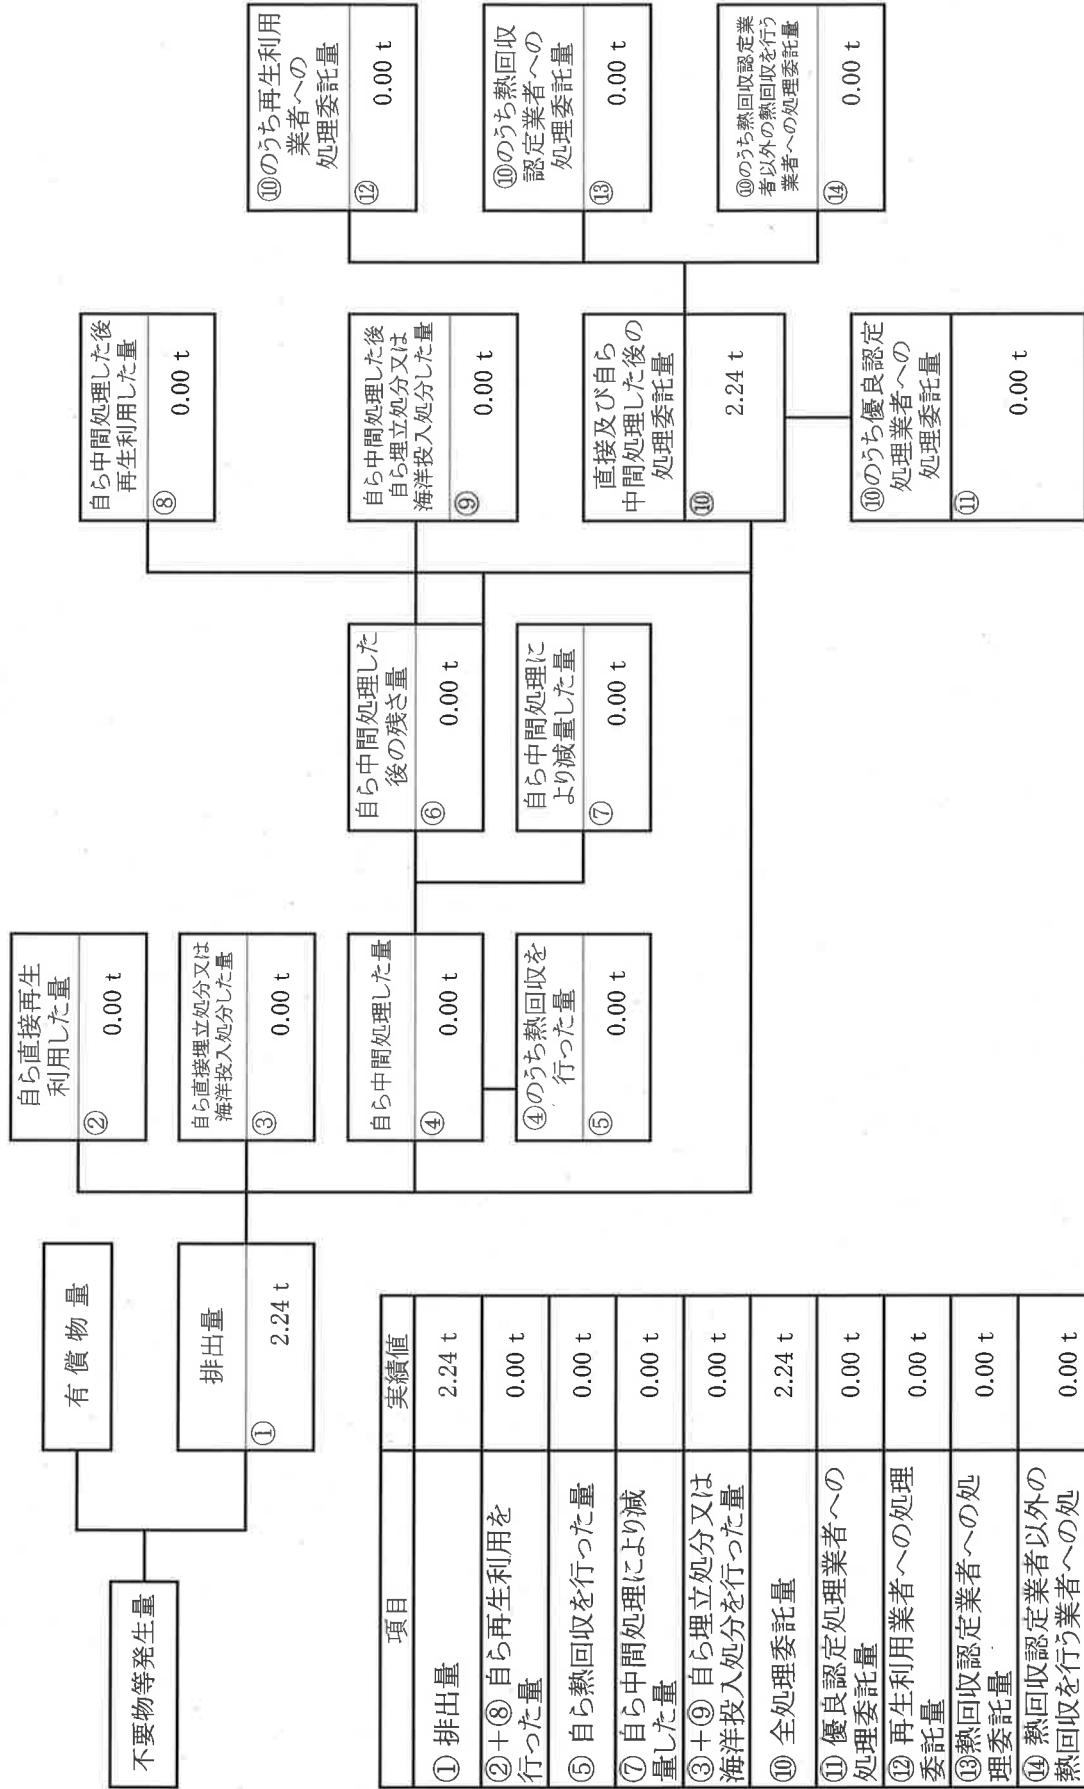 不要物等発生量
有償物量
排出量
①
2.24 t
自ら直接再生
利用した量
②
0.00 t
自ら直接埋立処分又は
海洋投入処分した量
③
0.00 t
自ら中間処理した量
④
0.00 t
④のうち熱回収を
行った量
⑤
0.00 t
自ら中間処理した
後の残さ量
⑥
0.00 t
自ら中間処理に
より減量した量
⑦
0.00 t
自ら中間処理した後
再生利用した量
⑧
0.00 t
自ら中間処理した後
自ら埋立処分又は
海洋投入処分した量
⑨
0.00 t
直接及び自ら
中間処理した後の
処理委託量
⑩
2.24 t
⑩のうち優良認定
処理業者への
処理委託量
⑪
0.00 t
⑩のうち再生利用
業者への
処理委託量
⑫
0.00 t
⑩のうち熱回収
認定業者への
処理委託量
⑬
0.00 t
⑩のうち熱回収認定業
者以外の熱回収を行う
業者への処理委託量
⑭
0.00 t
項目
実績値
① 排出量
2.24 t
②+⑧ 自ら再生利用を
行った量
0.00 t
⑤ 自ら熱回収を行った量
0.00 t
⑦ 自ら中間処理により減
量した量
0.00 t
③+⑨ 自ら埋立処分又は
海洋投入処分を行った量
0.00 t
⑩ 全処理委託量
2.24 t
⑪ 優良認定処理業者への
処理委託量
0.00 t
⑫ 再生利用業者への処理
委託量
0.00 t
⑬熱回収認定業者への処
理委託量
0.00 t
⑭ 熱回収認定業者以外の
熱回収を行う業者への処
0.00 t